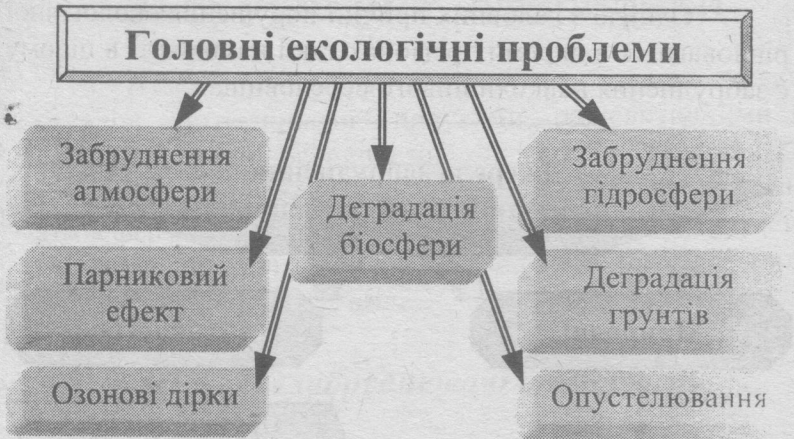 Головні екологічні проблеми
Забруднення
атмосфери
Забруднення
гідросфери
Деградація
біосфери
Парниковий
ефект
Деградація
грунтів
Озонові дірки
Опустелювання